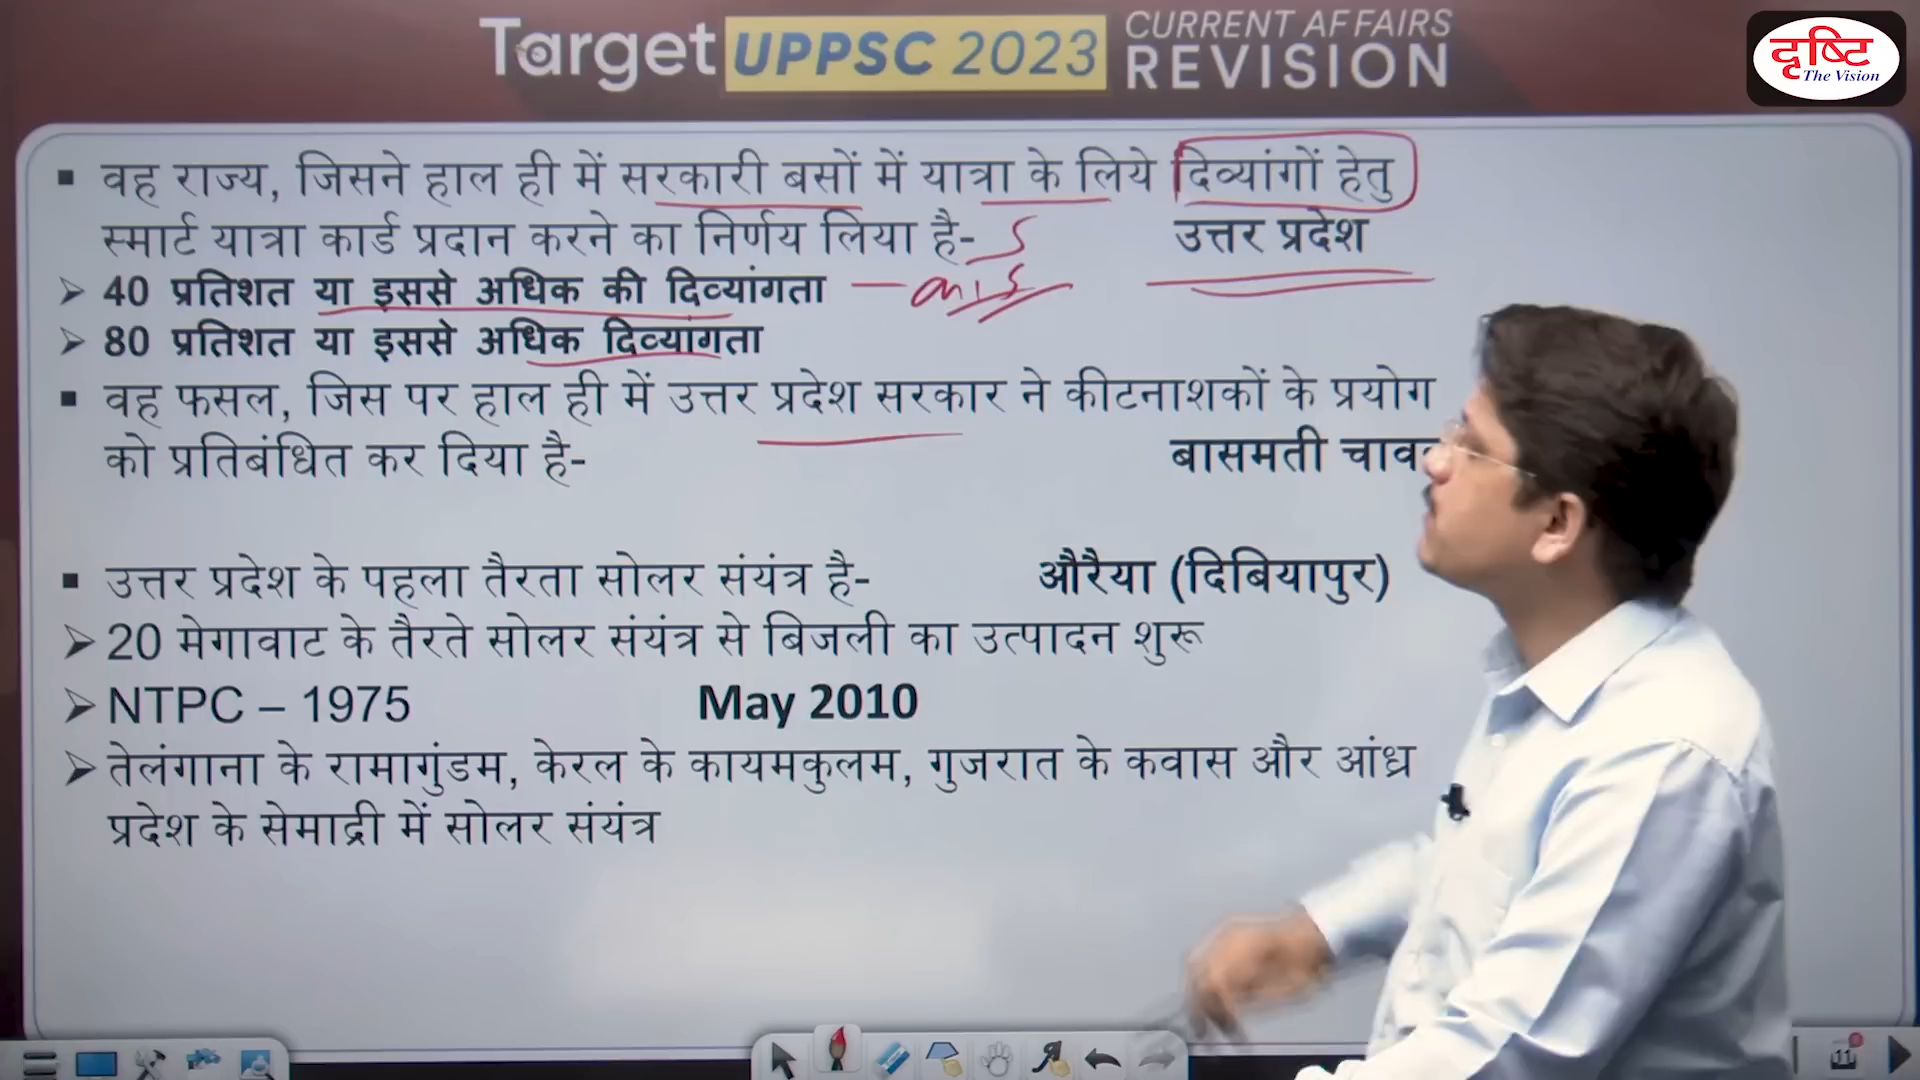 Target UPPSC 2023 CURRENT AFFAIRS REVISION
दृष्टि
The Vision
▪ वह राज्य, जिसने हाल ही में सरकारी बसों में यात्रा के लिये दिव्यांगों हेतु
स्मार्ट यात्रा कार्ड प्रदान करने का निर्णय लिया है- उत्तर प्रदेश
➢ 40 प्रतिशत या इससे अधिक की दिव्यांगता
➢ 80 प्रतिशत या इससे अधिक दिव्यांगता
▪ वह फसल, जिस पर हाल ही में उत्तर प्रदेश सरकार ने कीटनाशकों के प्रयोग
को प्रतिबंधित कर दिया है- बासमती
▪ उत्तर प्रदेश के पहला तैरता सोलर संयंत्र है- औरैया (दिबियापुर)
➢ 20 मेगावाट के तैरते सोलर संयंत्र से बिजली का उत्पादन शुरू
➢ NTPC – 1975 May 2010
➢ तेलंगाना के रामागुंडम, केरल के कायमकुलम, गुजरात के कवास और आंध्र
प्रदेश के सेमाद्री में सोलर संयंत्र
11